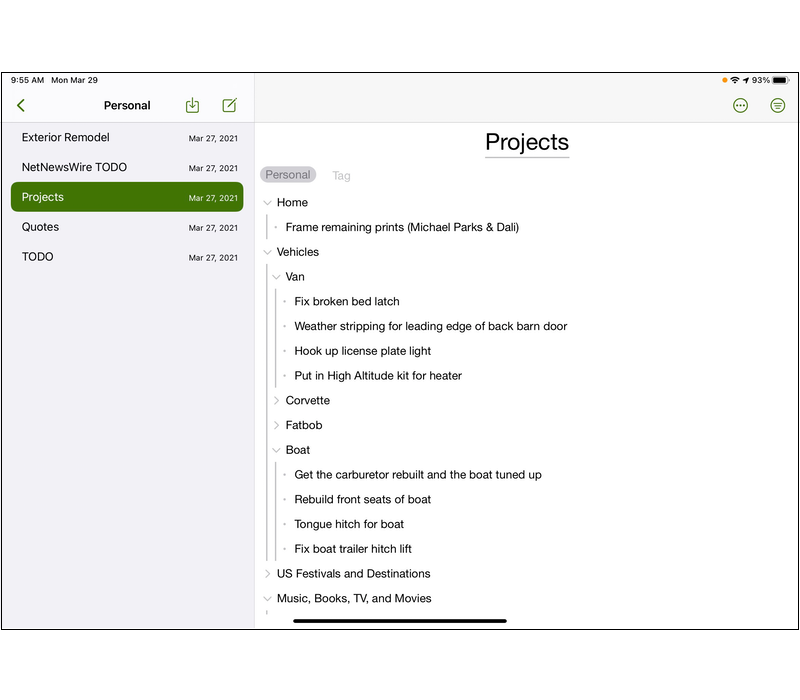 9:55 AM Mon Mar 29
93%
Personal
Exterior Remodel Mar 27, 2021
NetNewsWire TODO Mar 27, 2021
Projects Mar 27, 2021
Quotes Mar 27, 2021
TODO Mar 27, 2021
Projects
Personal Tag
Home
Frame remaining prints (Michael Parks & Dali)
Vehicles
Van
Fix broken bed latch
Weather stripping for leading edge of back barn door
Hook up license plate light
Put in High Altitude kit for heater
Corvette
Fatbob
Boat
Get the carburetor rebuilt and the boat tuned up
Rebuild front seats of boat
Tongue hitch for boat
Fix boat trailer hitch lift
US Festivals and Destinations
Music, Books, TV, and Movies